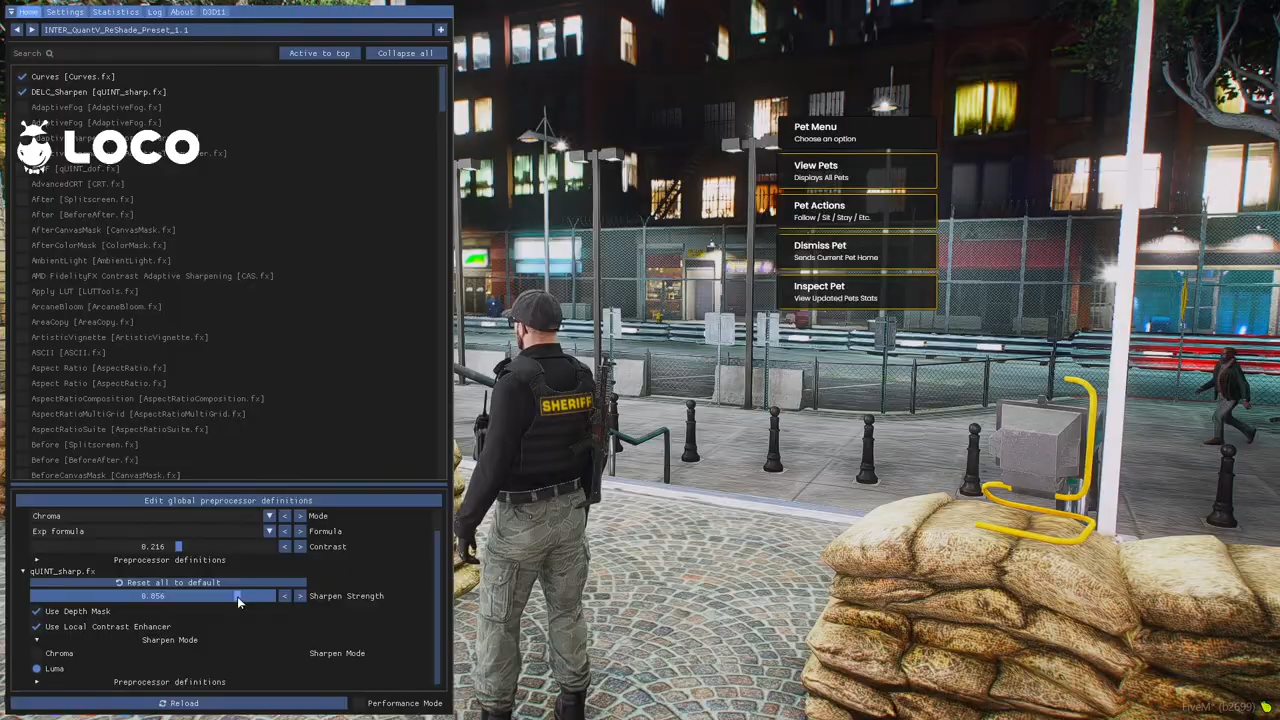 Home Settings Statistics Log About D3D11
INTER_QuantV_ReShade_Preset_1.1 +
Search Active to top Collapse all
Curves [Curves.fx]
DELC_Sharpen [qUINT_sharp.fx]
AdaptiveFog [AdaptiveFog.fx]
LOCO
AdvancedCRT [CRT.fx]
After [Splitscreen.fx]
After [BeforeAfter.fx]
AfterCanvasMask [CanvasMask.fx]
AfterColorMask [ColorMask.fx]
AmbientLight [AmbientLight.fx]
AMD FidelityFX Contrast Adaptive Sharpening [CAS.fx]
Apply LUT [LUTTools.fx]
ArcaneBloom [ArcaneBloom.fx]
AreaCopy [AreaCopy.fx]
ArtisticVignette [ArtisticVignette.fx]
ASCII [ASCII.fx]
Aspect Ratio [AspectRatio.fx]
AspectRatio [AspectRatio.fx]
AspectRatioComposition [AspectRatioComposition.fx]
AspectRatioMultiGrid [AspectRatioMultiGrid.fx]
AspectRatioSuite [AspectRatioSuite.fx]
Before [Splitscreen.fx]
Before [BeforeAfter.fx]
BeforeCanvasMask [CanvasMask.fx]
Edit global preprocessor definitions
Chroma < > Mode
Exp formula < > Formula
0.216 < > Contrast
Preprocessor definitions
qUINT_sharp.fx
Reset all to default
0.856 < > Sharpen Strength
Use Depth Mask
Use Local Contrast Enhancer
Sharpen Mode
Chroma Sharpen Mode
Luma
Preprocessor definitions
Reload Performance Mode
Pet Menu
Choose an option
View Pets
Displays All Pets
Pet Actions
Follow / Sit / Stay / Etc.
Dismiss Pet
Sends Current Pet Home
Inspect Pet
View Updated Pets Stats
SHERIFF
FiveM* (b2699)